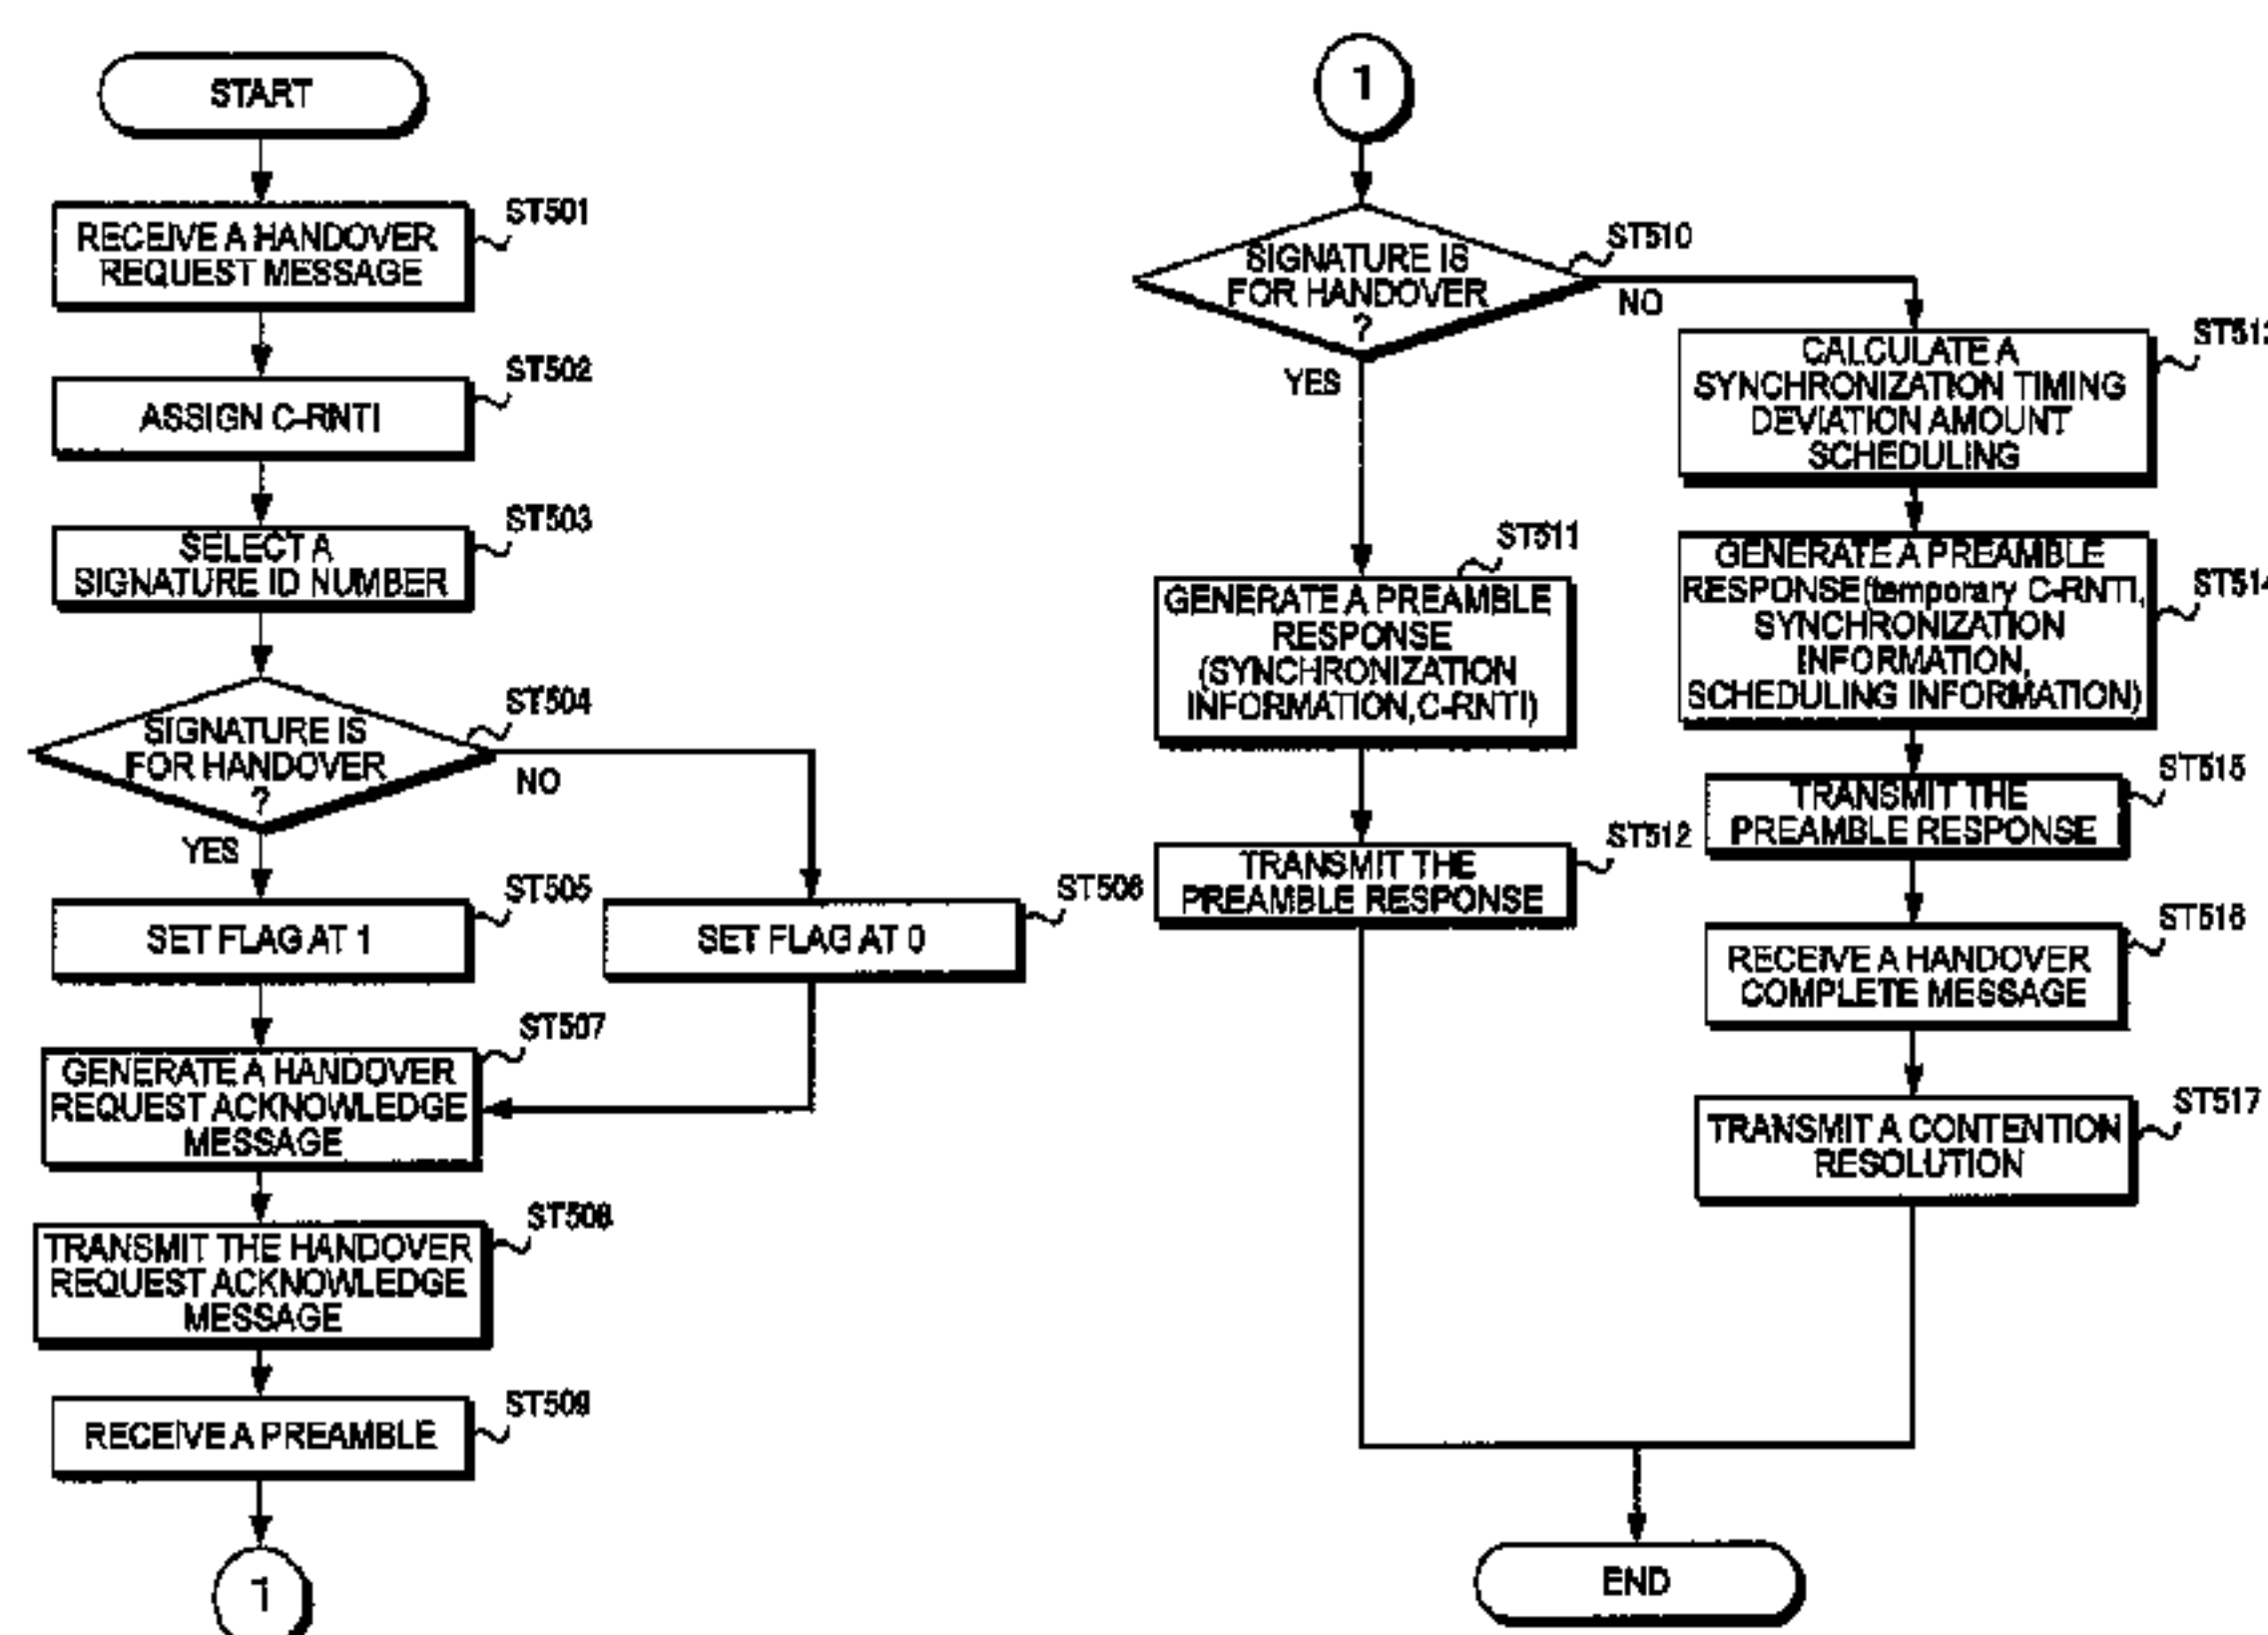 START
RECEIVE A HANDOVER
REQUEST MESSAGE
ST501
ASSIGN C-RNTI
ST502
SELECT A
SIGNATURE ID NUMBER
ST503
SIGNATURE IS
FOR HANDOVER
?
ST504
NO
YES
SET FLAG AT 1
ST505
SET FLAG AT 0
ST506
GENERATE A HANDOVER
REQUEST ACKNOWLEDGE
MESSAGE
ST507
TRANSMIT THE HANDOVER
REQUEST ACKNOWLEDGE
MESSAGE
ST508
RECEIVE A PREAMBLE
ST509
1
1
SIGNATURE IS
FOR HANDOVER
?
ST510
NO
YES
GENERATE A PREAMBLE
RESPONSE
(SYNCHRONIZATION
INFORMATION,C-RNTI)
ST511
TRANSMIT THE
PREAMBLE RESPONSE
ST512
CALCULATE A
SYNCHRONIZATION TIMING
DEVIATION AMOUNT
SCHEDULING
GENERATE A PREAMBLE
RESPONSE(temporary C-RNTI,
SYNCHRONIZATION
INFORMATION,
SCHEDULING INFORMATION)
ST514
TRANSMIT THE
PREAMBLE RESPONSE
ST515
RECEIVE A HANDOVER
COMPLETE MESSAGE
ST516
TRANSMIT A CONTENTION
RESOLUTION
ST517
END